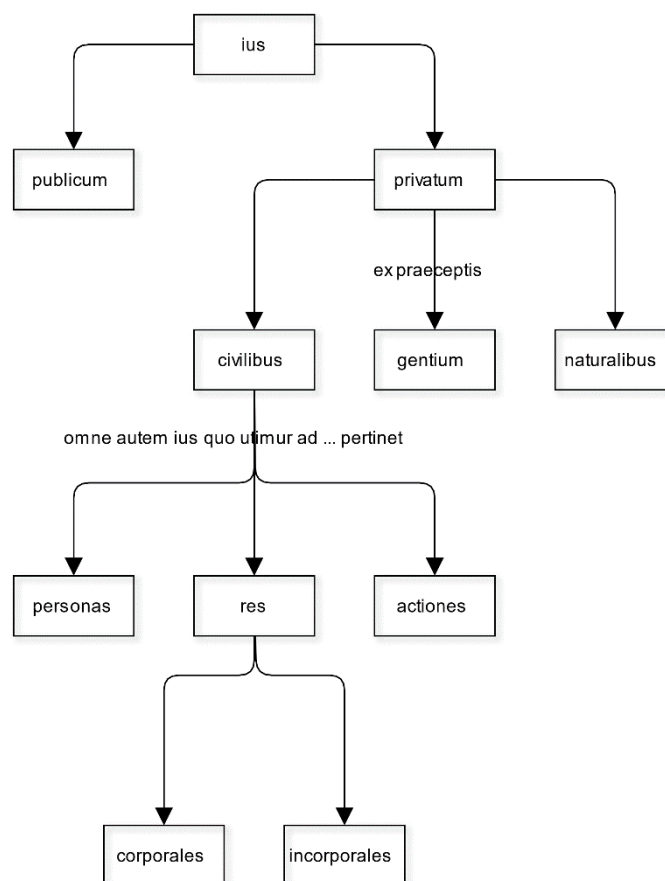 ius
publicum
privatum
ex praeceptis
civilibus
gentium
naturalibus
omne autem ius quo utimur ad ... pertinet
personas
res
actiones
corporales
incorporales